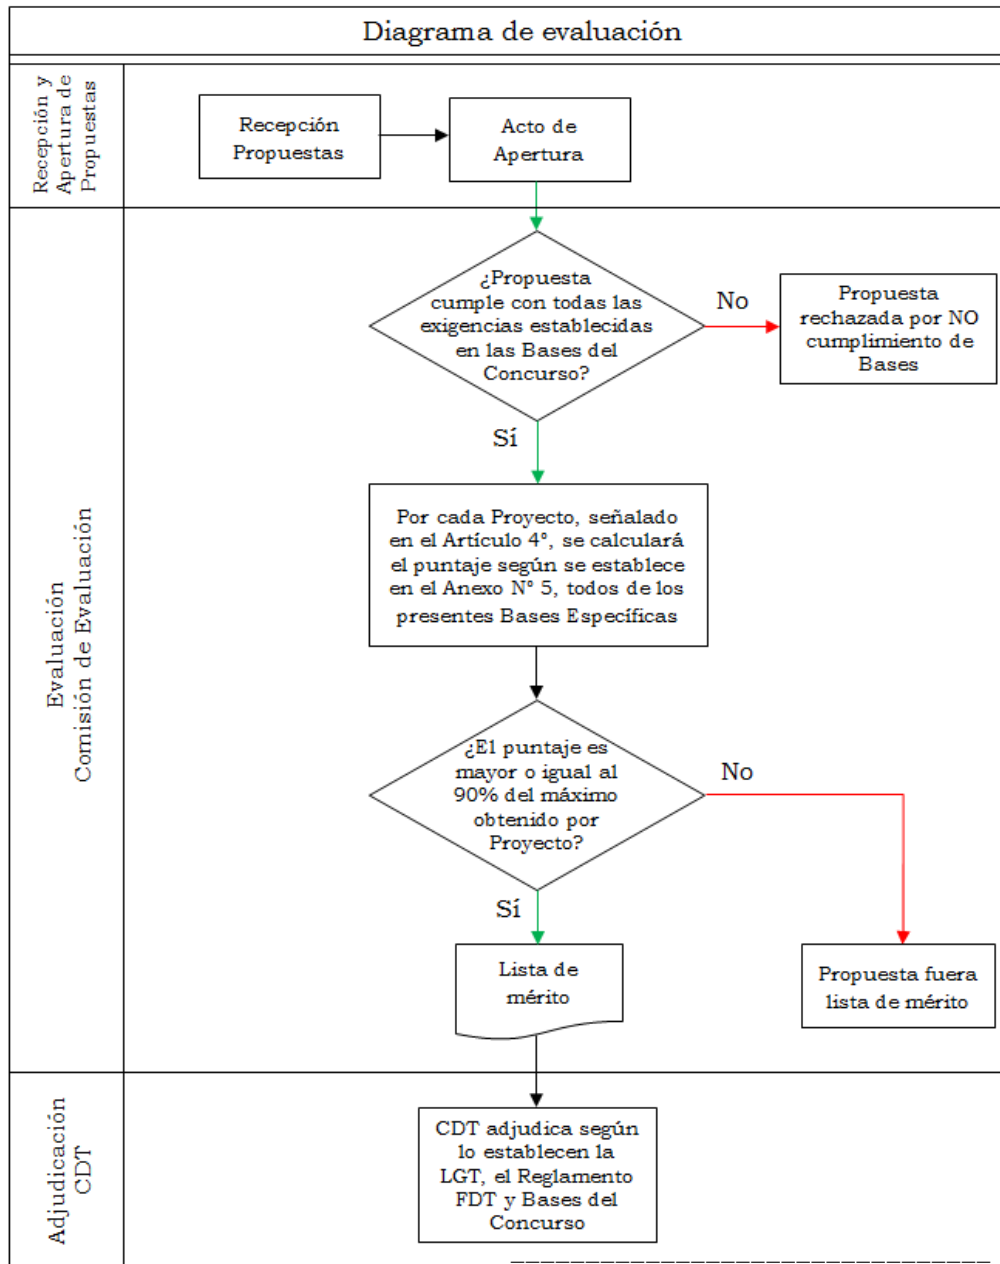 Diagrama de evaluación
Recepción y
Apertura de
Propuestas
Recepción
Propuestas
Acto de
Apertura
¿Propuesta
cumple con todas las
exigencias establecidas
en las Bases del
Concurso?
No
Propuesta
rechazada por NO
cumplimiento de
Bases
Sí
Evaluación
Comisión de Evaluación
Por cada Proyecto, señalado
en el Artículo 4°, se calculará
el puntaje según se establece
en el Anexo N° 5, todos de los
presentes Bases Específicas
¿El puntaje es
mayor o igual al
90% del máximo
obtenido por
Proyecto?
No
Sí
Lista de
mérito
Propuesta fuera
lista de mérito
Adjudicación
CDT
CDT adjudica según
lo establecen la
LGT, el Reglamento
FDT y Bases del
Concurso